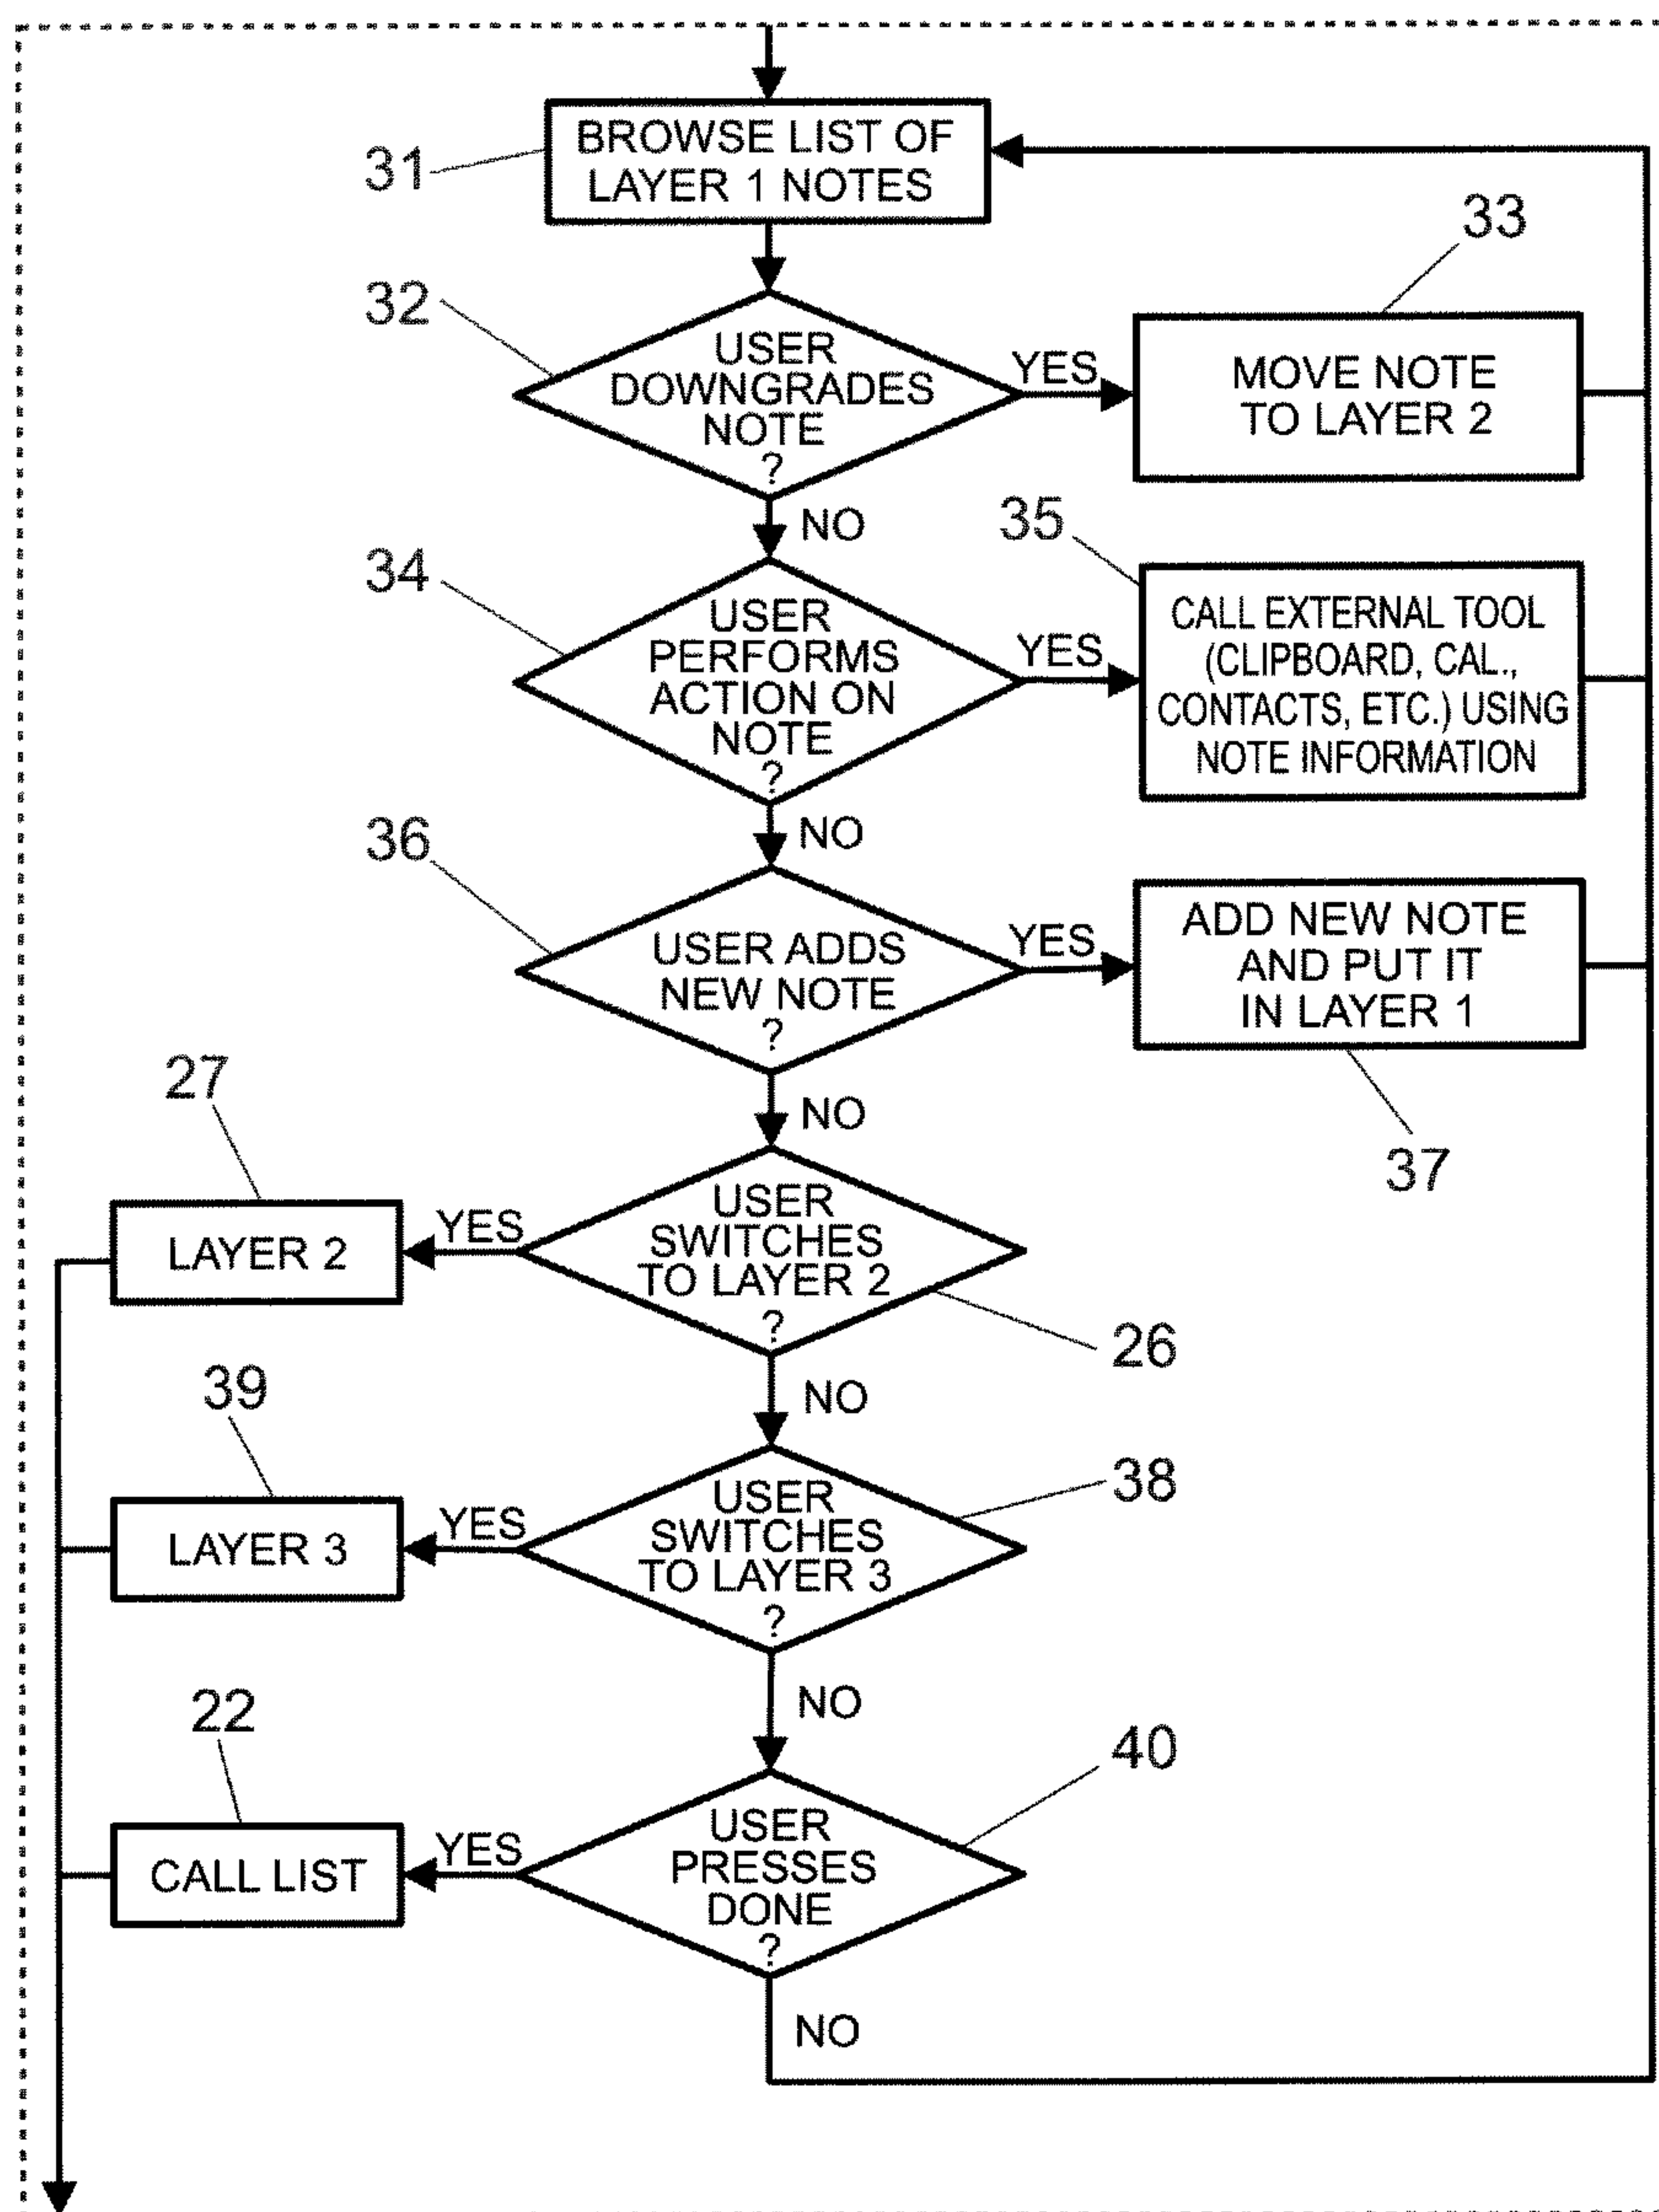 31
BROWSE LIST OF
LAYER 1 NOTES
32
USER
DOWNGRADES
NOTE
?
YES
33
MOVE NOTE
TO LAYER 2
NO
34
USER
PERFORMS
ACTION ON
NOTE
?
YES
35
CALL EXTERNAL TOOL
(CLIPBOARD, CAL.,
CONTACTS, ETC.) USING
NOTE INFORMATION
NO
36
USER ADDS
NEW NOTE
?
YES
ADD NEW NOTE
AND PUT IT
IN LAYER 1
37
NO
27
LAYER 2
YES
USER
SWITCHES
TO LAYER 2
?
26
NO
39
LAYER 3
YES
USER
SWITCHES
TO LAYER 3
?
38
NO
22
CALL LIST
YES
USER
PRESSES
DONE
?
40
NO